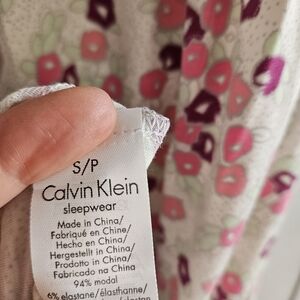 S/P
Calvin Klein
sleepwear
Made in China/
Fabriqué en Chine/
Hecho en China/
Hergestellt in China/
Prodotto in China/
Fabricado na China
94% modal
6% elastane/élasthanne/